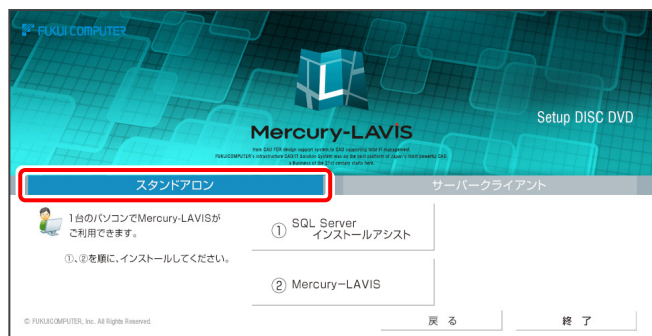 FUKUI COMPUTER
Mercury-LAVIS
Setup DISC DVD
スタンドアロン
サーバークライアント
1台のパソコンでMercury-LAVISが
ご利用できます。
①、②を順に、インストールしてください。
① SQL Server
インストールアシスト
② Mercury-LAVIS
© FUKUICOMPUTER, Inc. All Rights Reserved.
戻 る
終 了